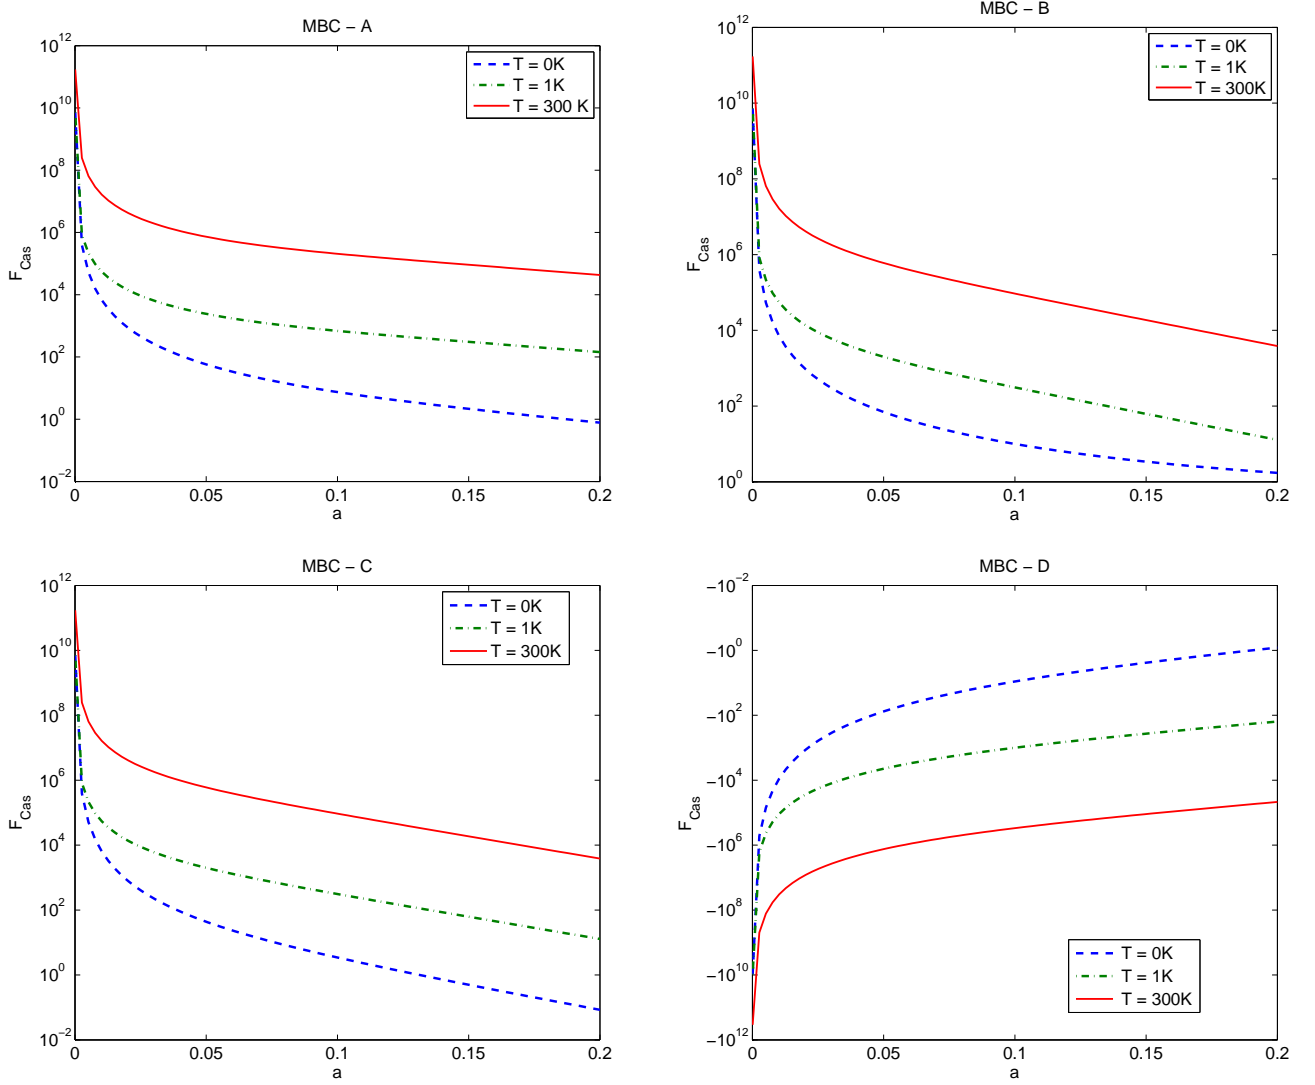 MBC − A
10^12
10^10
10^8
10^6
10^4
10^2
10^0
10^−2
F_Cas
0 0.05 0.1 0.15 0.2
a
T = 0K
T = 1K
T = 300 K
MBC − B
10^12
10^10
10^8
10^6
10^4
10^2
10^0
F_Cas
0 0.05 0.1 0.15 0.2
a
T = 0K
T = 1K
T = 300K
MBC − C
10^12
10^10
10^8
10^6
10^4
10^2
10^0
10^−2
F_Cas
0 0.05 0.1 0.15 0.2
a
T = 0K
T = 1K
T = 300K
MBC − D
−10^−2
−10^0
−10^2
−10^4
−10^6
−10^8
−10^10
−10^12
F_Cas
0 0.05 0.1 0.15 0.2
a
T = 0K
T = 1K
T = 300K